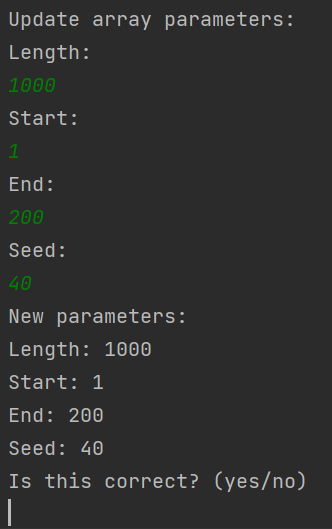 Update array parameters:
Length:
1000
Start:
1
End:
200
Seed:
40
New parameters:
Length: 1000
Start: 1
End: 200
Seed: 40
Is this correct? (yes/no)